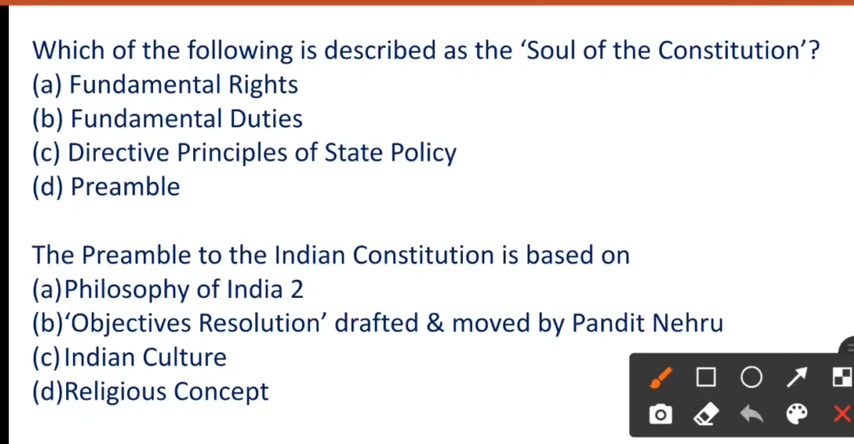 Which of the following is described as the ‘Soul of the Constitution’?
(a) Fundamental Rights
(b) Fundamental Duties
(c) Directive Principles of State Policy
(d) Preamble
The Preamble to the Indian Constitution is based on
(a)Philosophy of India 2
(b)‘Objectives Resolution’ drafted & moved by Pandit Nehru
(c)Indian Culture
(d)Religious Concept